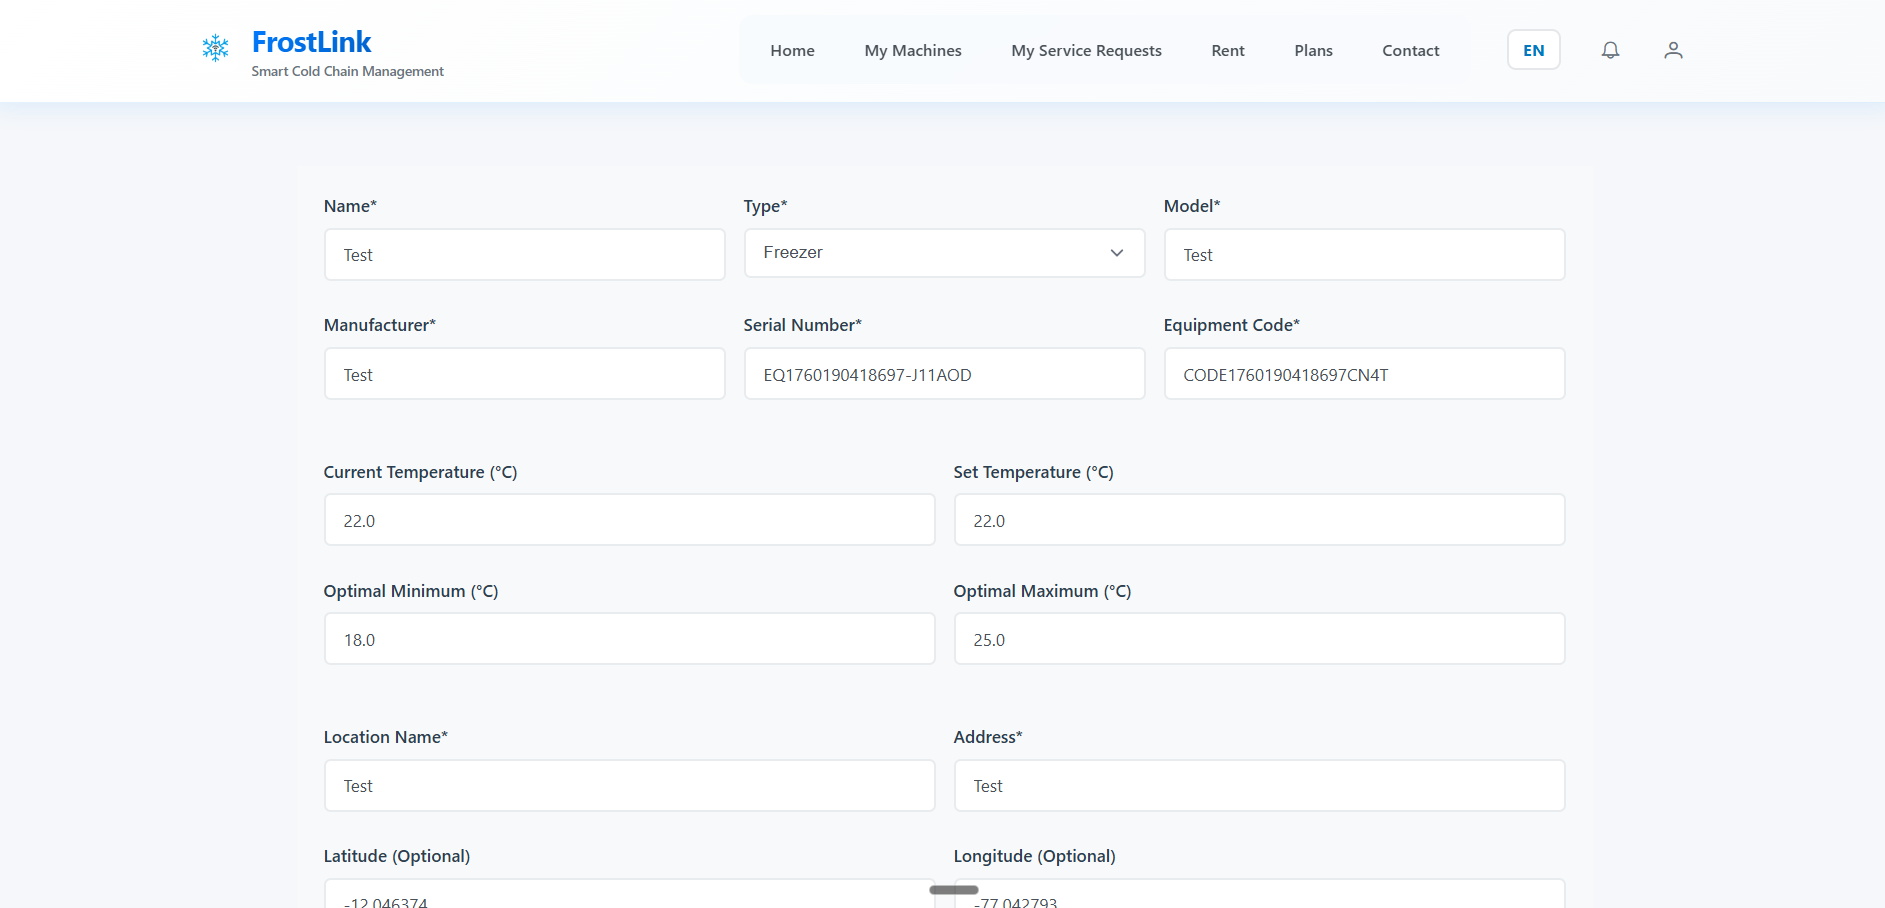 FrostLink
Smart Cold Chain Management
Home My Machines My Service Requests Rent Plans Contact EN
Name* Type* Model*
Test Freezer Test
Manufacturer* Serial Number* Equipment Code*
Test EQ1760190418697-J11AOD CODE1760190418697CN4T
Current Temperature (°C) Set Temperature (°C)
22.0 22.0
Optimal Minimum (°C) Optimal Maximum (°C)
18.0 25.0
Location Name* Address*
Test Test
Latitude (Optional) Longitude (Optional)
-12.046374 -77.042793